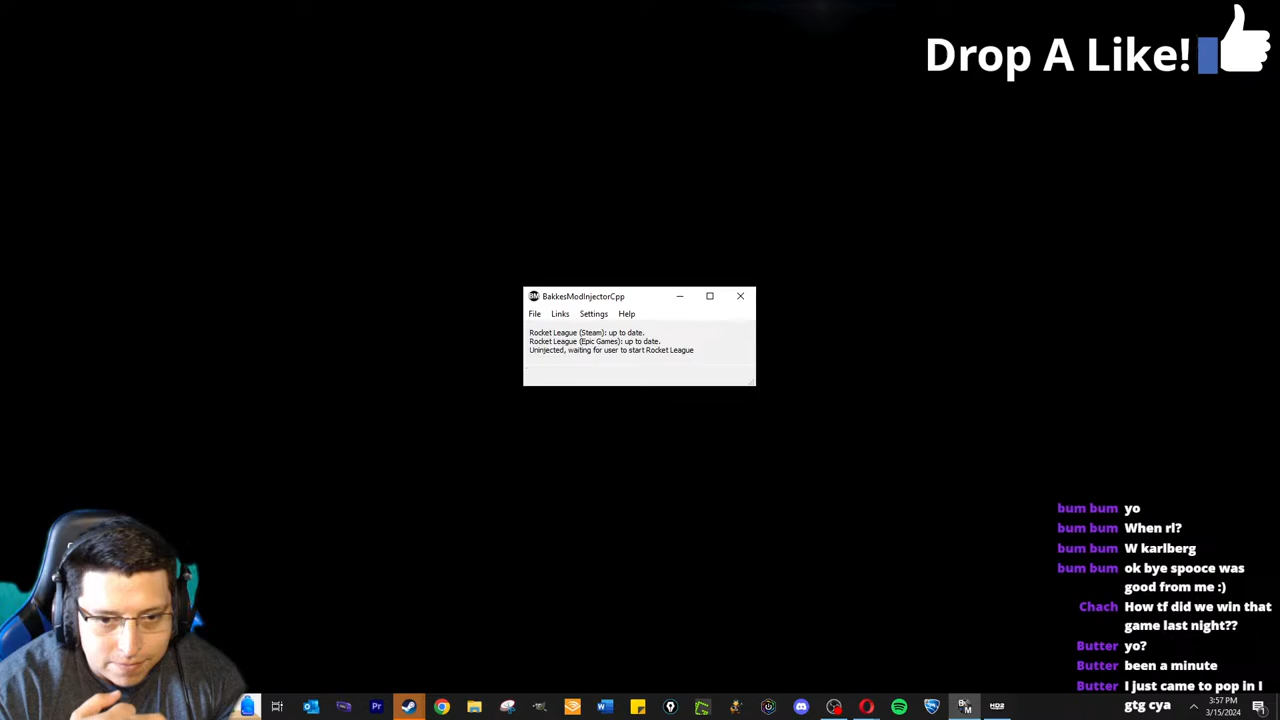 Drop A Like!
BakkesModInjectorCpp
File Links Settings Help
Rocket League (Steam): up to date.
Rocket League (Epic Games): up to date.
Uninjected, waiting for user to start Rocket League
bum bum yo
bum bum When rl?
bum bum W karlberg
bum bum ok bye spooce was
good from me :)
Chach How tf did we win that
game last night??
Butter yo?
Butter been a minute
Butter I just came to pop in I
gtg cya
Pr
HD2
3:57 PM
3/15/2024